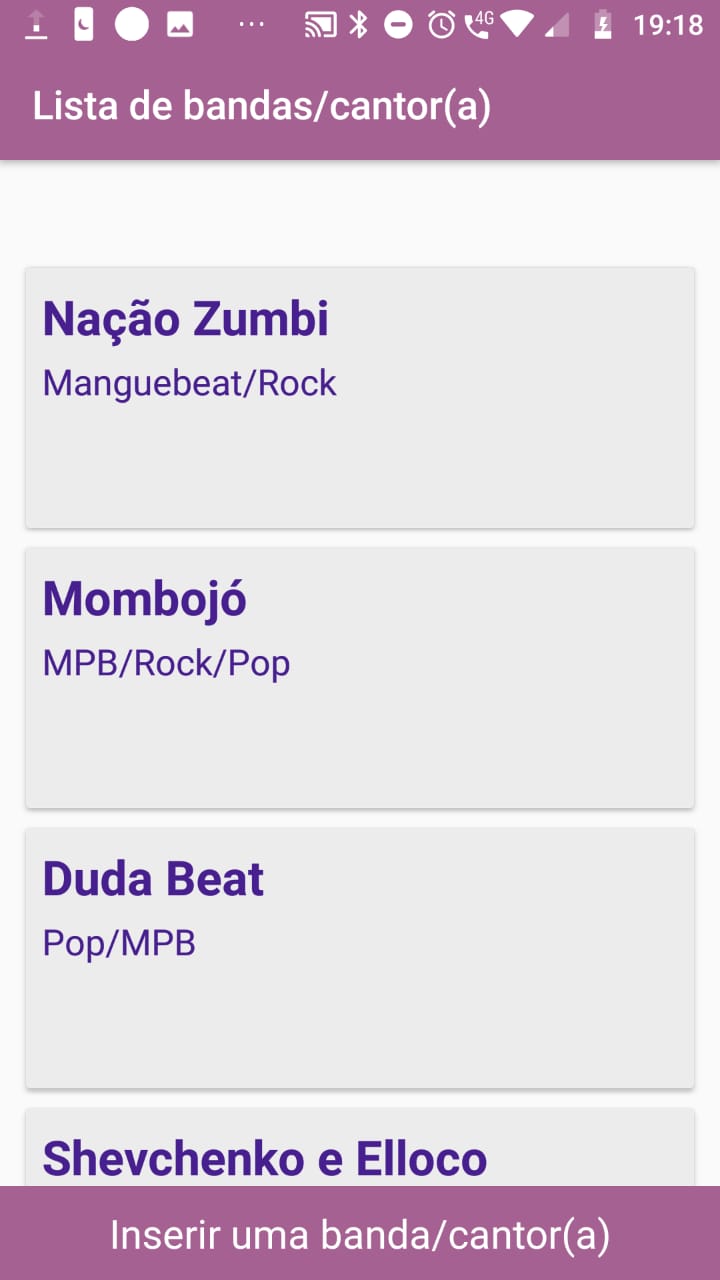 4G 19:18
Lista de bandas/cantor(a)
Nação Zumbi
Manguebeat/Rock
Mombojó
MPB/Rock/Pop
Duda Beat
Pop/MPB
Shevchenko e Elloco
Inserir uma banda/cantor(a)